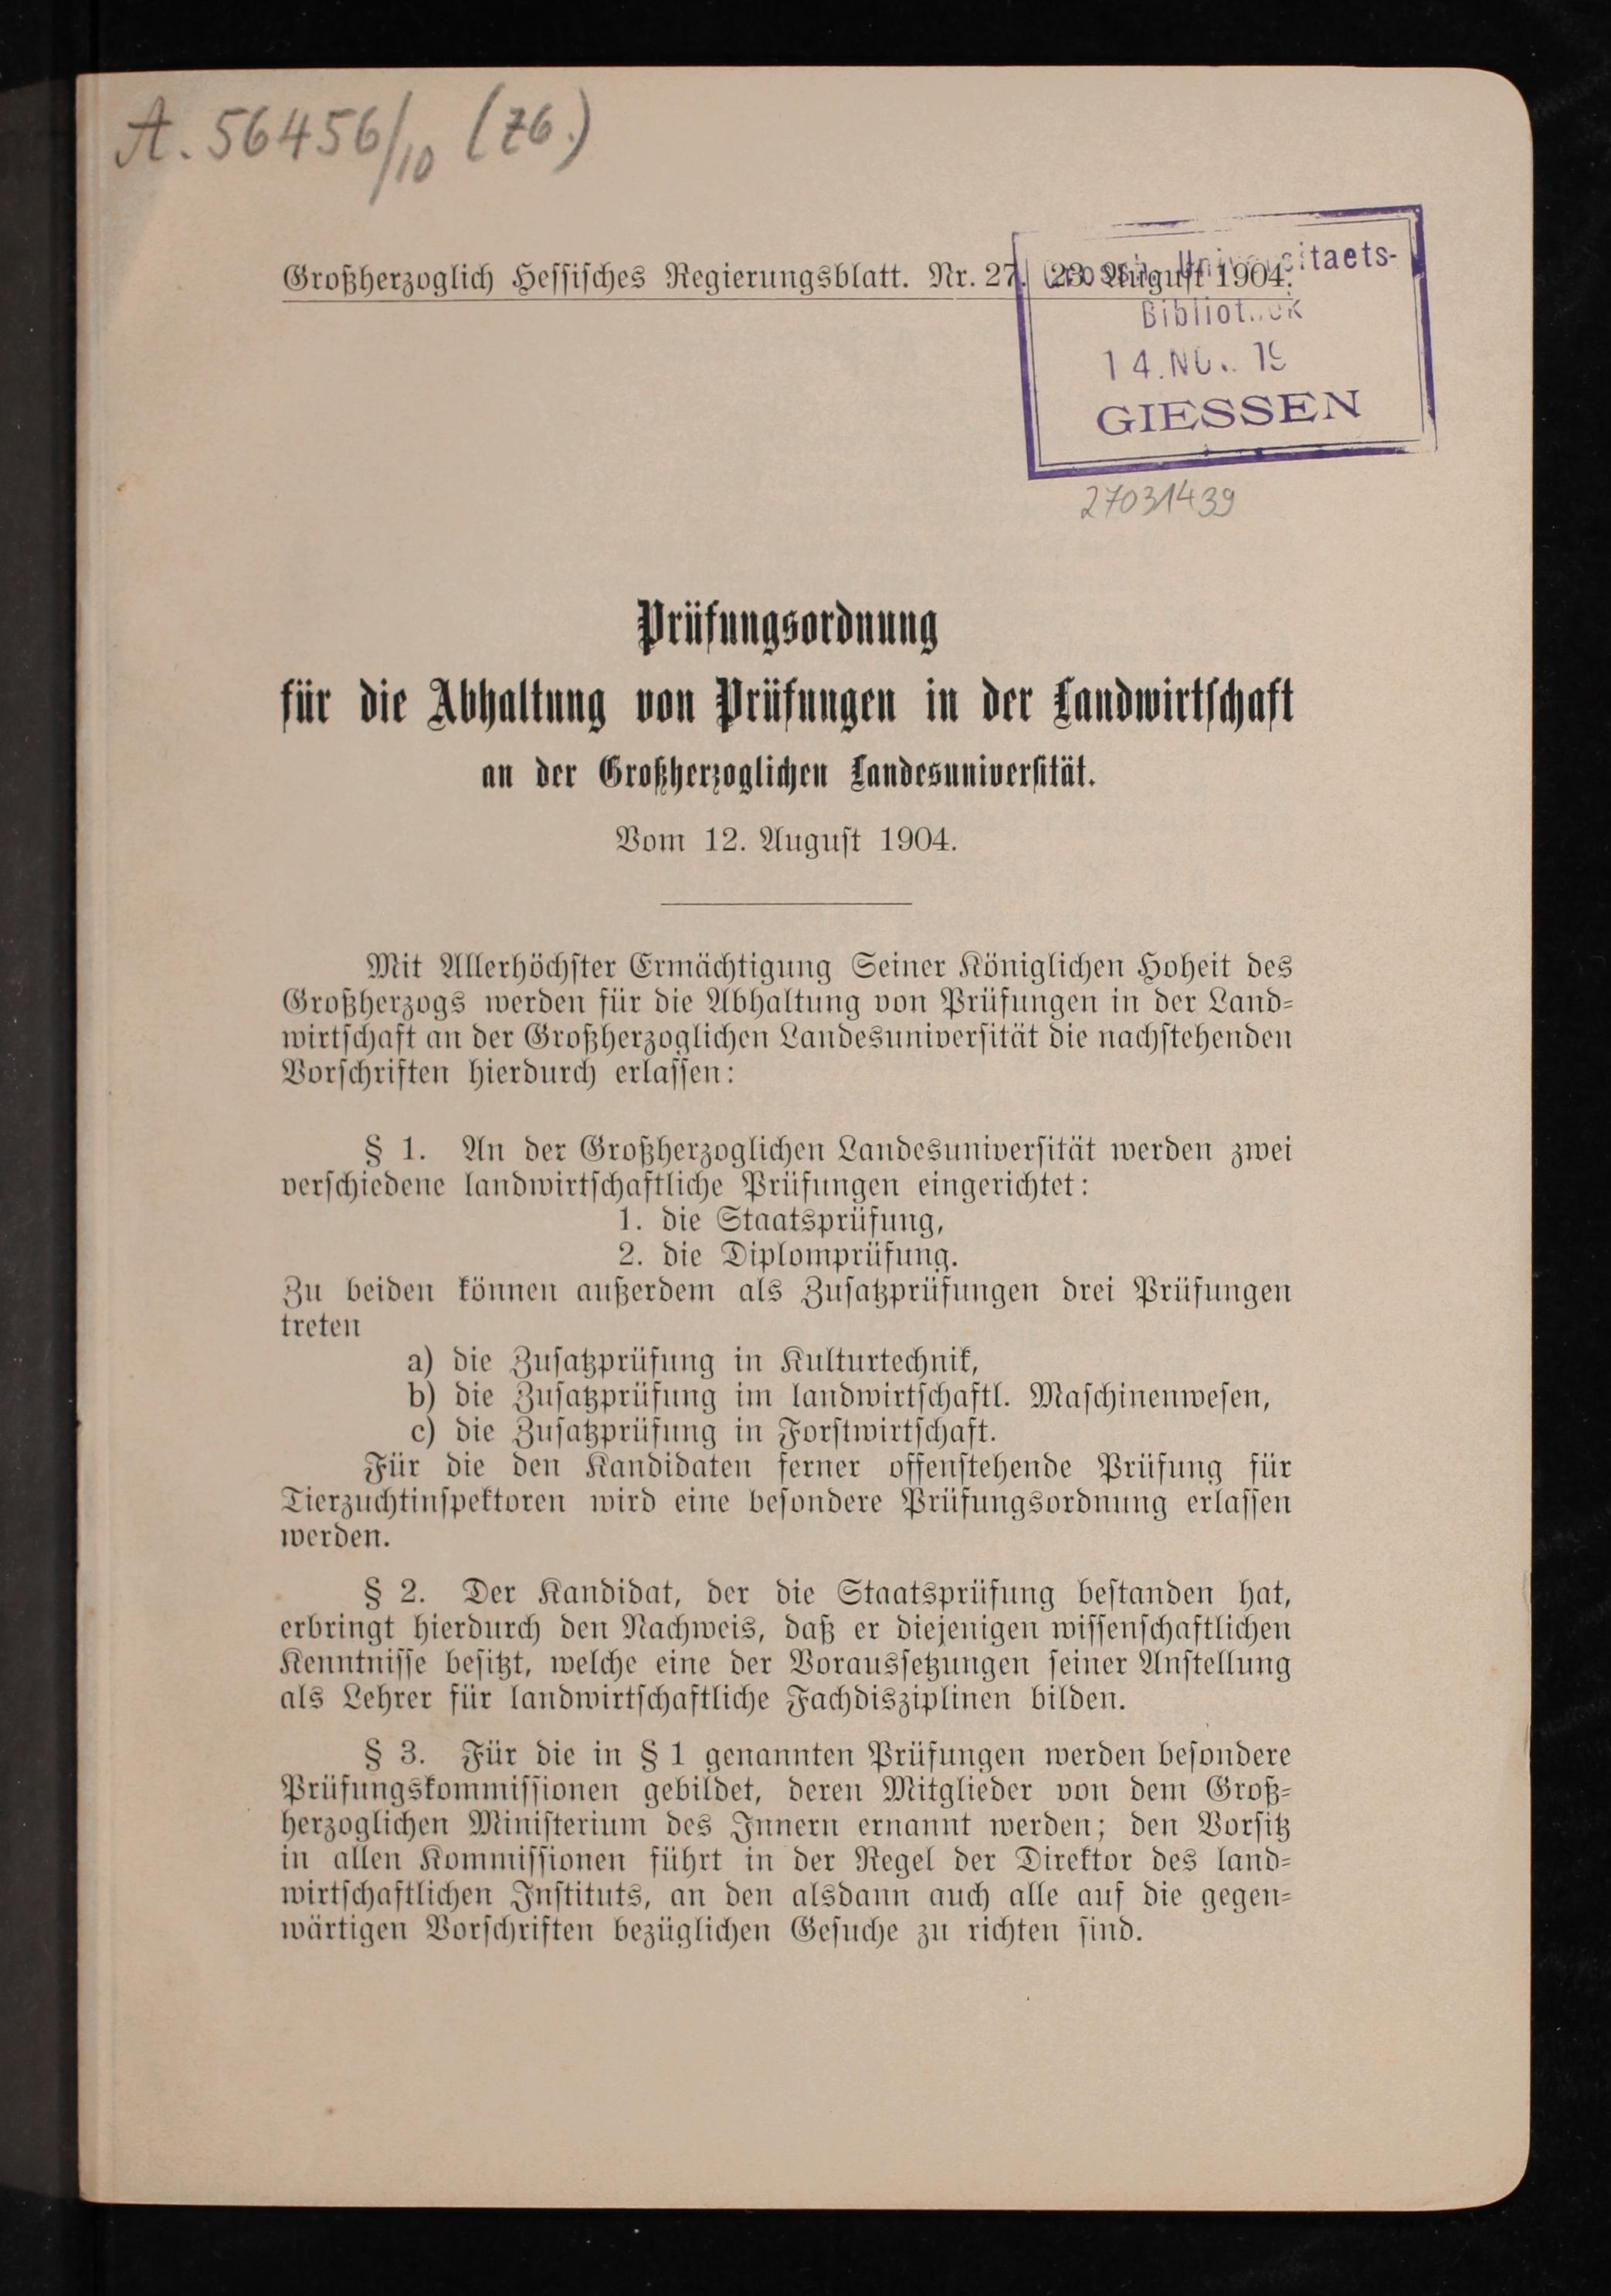 A. 56456/10 (26.)
Großherzoglich Hessisches Regierungsblatt. Nr. 27. 23. August 1904.
Universitaets-
Bibliothek
14. NO. 19
GIESSEN
27031439
Prüfungsordnung
für die Abhaltung von Prüfungen in der Landwirtschaft
an der Großherzoglichen Landesuniversität.
Vom 12. August 1904.
Mit Allerhöchster Ermächtigung Seiner Königlichen Hoheit des
Großherzogs werden für die Abhaltung von Prüfungen in der Land-
wirtschaft an der Großherzoglichen Landesuniversität die nachstehenden
Vorschriften hierdurch erlassen:
§ 1. An der Großherzoglichen Landesuniversität werden zwei
verschiedene landwirtschaftliche Prüfungen eingerichtet:
1. die Staatsprüfung,
2. die Diplomprüfung.
Zu beiden können außerdem als Zusatzprüfungen drei Prüfungen
treten
a) die Zusatzprüfung in Kulturtechnik,
b) die Zusatzprüfung im landwirtschaftl. Maschinenwesen,
c) die Zusatzprüfung in Forstwirtschaft.
Für die den Kandidaten ferner offenstehende Prüfung für
Tierzuchtinspektoren wird eine besondere Prüfungsordnung erlassen
werden.
§ 2. Der Kandidat, der die Staatsprüfung bestanden hat,
erbringt hierdurch den Nachweis, daß er diejenigen wissenschaftlichen
Kenntnisse besitzt, welche eine der Voraussetzungen seiner Anstellung
als Lehrer für landwirtschaftliche Fachdisziplinen bilden.
§ 3. Für die in § 1 genannten Prüfungen werden besondere
Prüfungskommissionen gebildet, deren Mitglieder von dem Groß-
herzoglichen Ministerium des Innern ernannt werden; den Vorsitz
in allen Kommissionen führt in der Regel der Direktor des land-
wirtschaftlichen Instituts, an den alsdann auch alle auf die gegen-
wärtigen Vorschriften bezüglichen Gesuche zu richten sind.